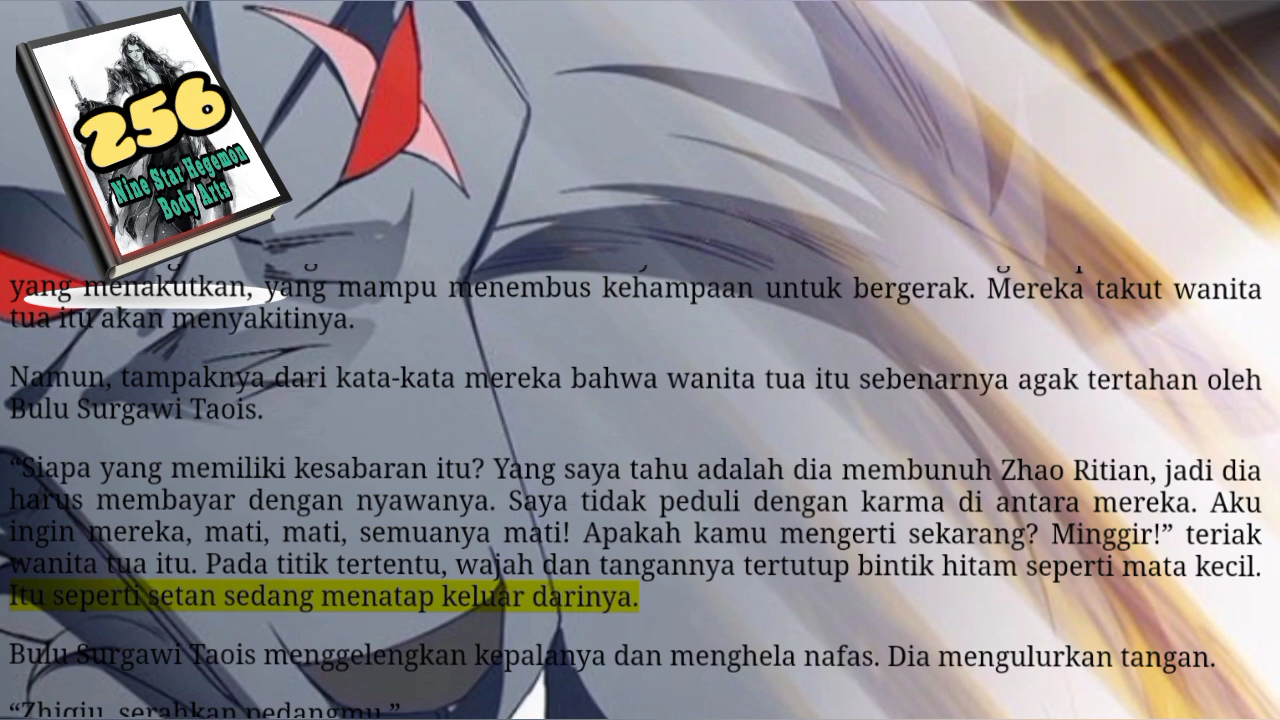 256
Nine Star Hegemon
Body Arts
yang menakutkan, yang mampu menembus kehampaan untuk bergerak. Mereka takut wanita
tua itu akan menyakitinya.
Namun, tampaknya dari kata-kata mereka bahwa wanita tua itu sebenarnya agak tertahan oleh
Bulu Surgawi Taois.
“Siapa yang memiliki kesabaran itu? Yang saya tahu adalah dia membunuh Zhao Ritian, jadi dia
harus membayar dengan nyawanya. Saya tidak peduli dengan karma di antara mereka. Aku
ingin mereka, mati, mati, semuanya mati! Apakah kamu mengerti sekarang? Minggir!” teriak
wanita tua itu. Pada titik tertentu, wajah dan tangannya tertutup bintik hitam seperti mata kecil.
Itu seperti setan sedang menatap keluar darinya.
Bulu Surgawi Taois menggelengkan kepalanya dan menghela nafas. Dia mengulurkan tangan.
“Zhiqiu, serahkan pedangmu.”